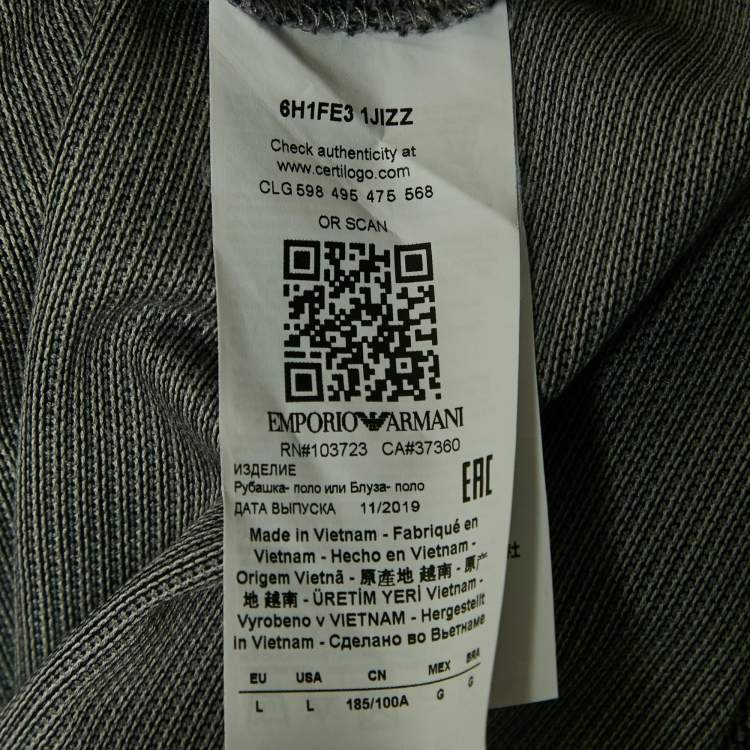 6H1FE3 1JIZZ
Check authenticity at
www.certilogo.com
CLG 598 495 475 568
OR SCAN
EMPORIO ARMANI
RN#103723 CA#37360
ИЗДЕЛИЕ
Рубашка- поло или Блуза- поло
ДАТА ВЫПУСКА 11/2019
EAC
Made in Vietnam - Fabriqué en
Vietnam - Hecho en Vietnam -
Origem Vietnã - 原產地 越南 - 原产
地 越南 - ÜRETİM YERİ Vietnam -
Vyrobeno v VIETNAM - Hergestellt
in Vietnam - Сделано во Вьетнаме
EU USA CN MEX BRA
L L 185/100A G G
社